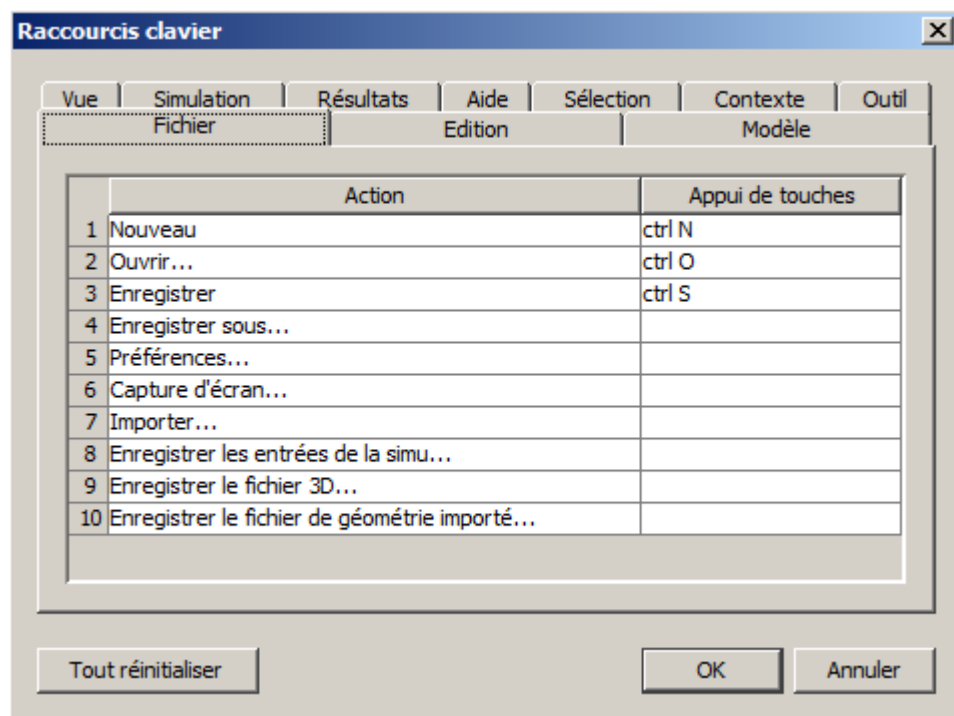 Raccourcis clavier
Vue Simulation Résultats Aide Sélection Contexte Outil
Fichier Edition Modèle
Action Appui de touches
1 Nouveau ctrl N
2 Ouvrir... ctrl O
3 Enregistrer ctrl S
4 Enregistrer sous...
5 Préférences...
6 Capture d'écran...
7 Importer...
8 Enregistrer les entrées de la simu...
9 Enregistrer le fichier 3D...
10 Enregistrer le fichier de géométrie importé...
Tout réinitialiser OK Annuler